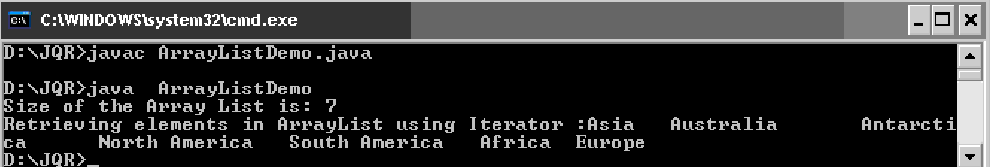 C:\WINDOWS\system32\cmd.exe
D:\JQR>javac ArrayListDemo.java
D:\JQR>java  ArrayListDemo
Size of the Array List is: 7
Retrieving elements in ArrayList using Iterator :Asia   Australia       Antarcti
ca      North America   South America   Africa  Europe
D:\JQR>_